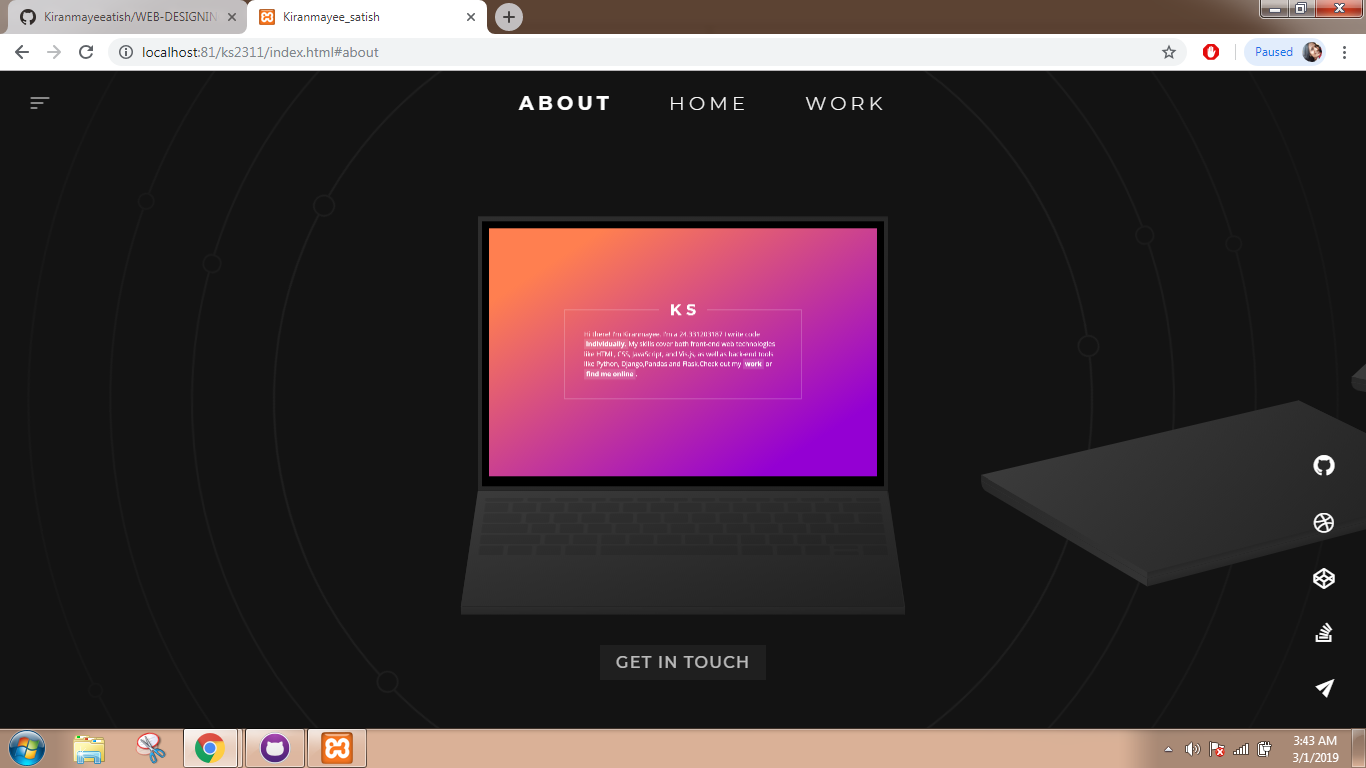 Kiranmayeeatish/WEB-DESIGNIN
Kiranmayee_satish
localhost:81/ks2311/index.html#about
Paused
ABOUT
HOME
WORK
KS
Hi there! I'm Kiranmayee. I'm a 24.331203187 I write code
individually. My skills cover both front-end web technologies
like HTML, CSS, JavaScript, and Vis.js, as well as back-end tools
like Python, Django,Pandas and Flask.Check out my work or
find me online.
GET IN TOUCH
3:43 AM
3/1/2019